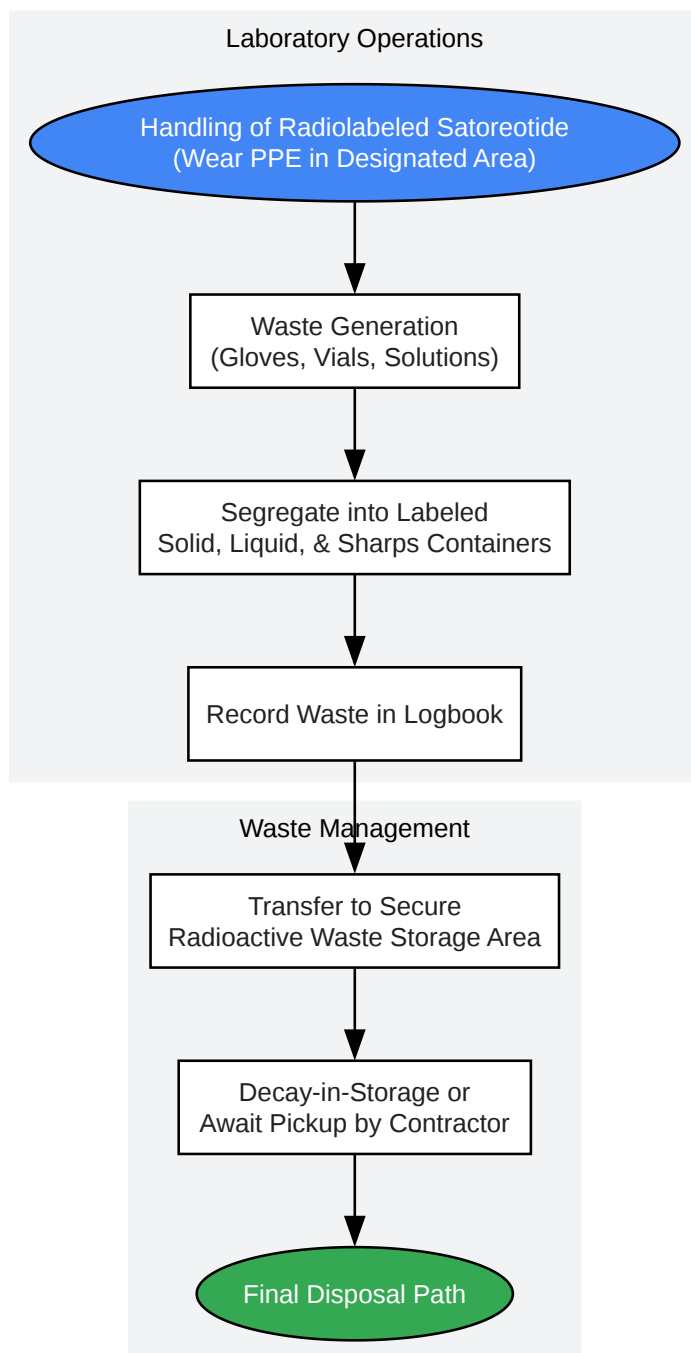 Laboratory Operations
Handling of Radiolabeled Satoreotide
(Wear PPE in Designated Area)
Waste Generation
(Gloves, Vials, Solutions)
Segregate into Labeled
Solid, Liquid, & Sharps Containers
Record Waste in Logbook
Waste Management
Transfer to Secure
Radioactive Waste Storage Area
Decay-in-Storage or
Await Pickup by Contractor
Final Disposal Path